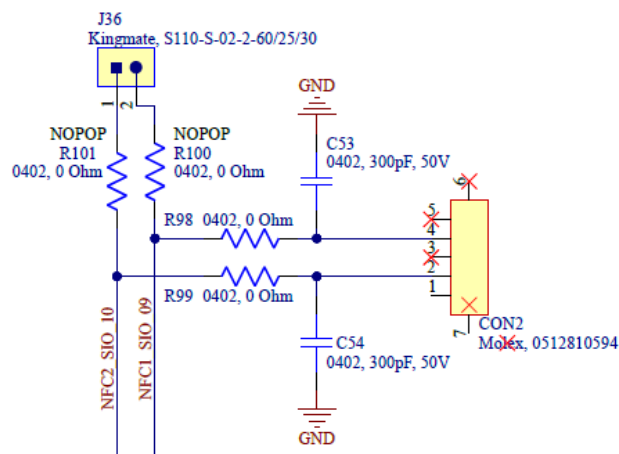 J36
Kingmate, S110-S-02-2-60/25/30
1
2
GND
NOPOP
R101
0402, 0 Ohm
NOPOP
R100
0402, 0 Ohm
C53
0402, 300pF, 50V
R98 0402, 0 Ohm
R99 0402, 0 Ohm
6
5
4
3
2
1
7
CON2
Molex, 0512810594
C54
0402, 300pF, 50V
NFC2_SIO_10
NFC1_SIO_09
GND